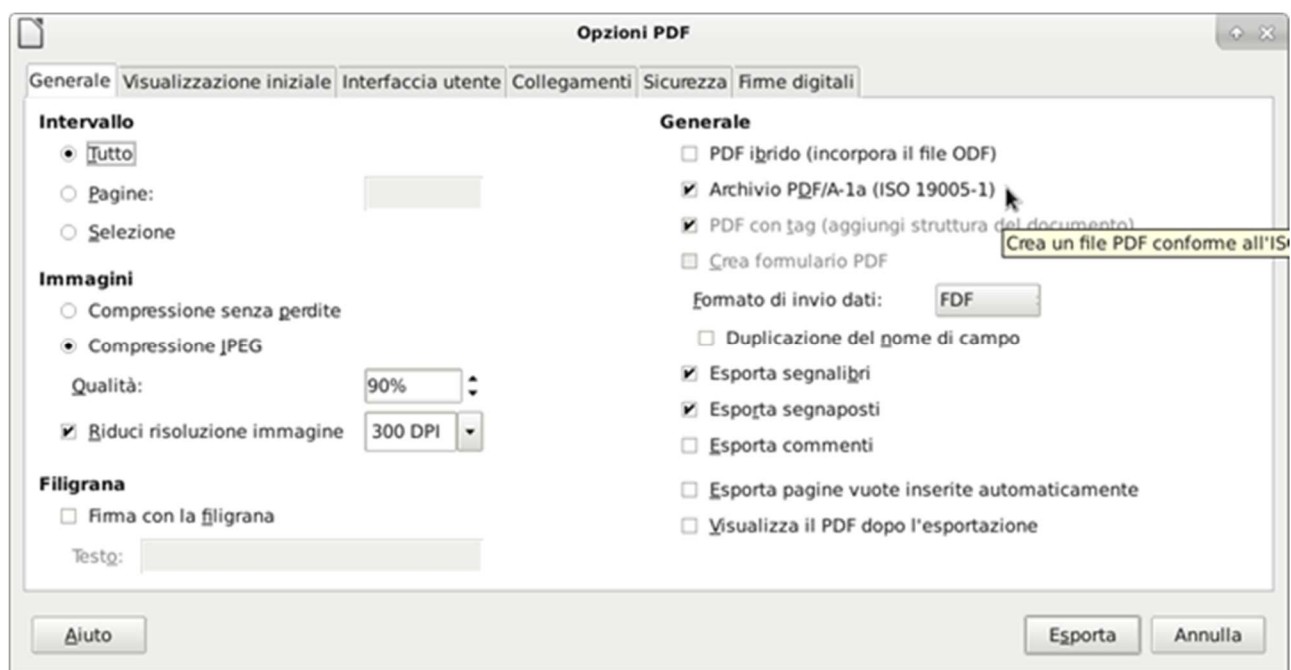 Opzioni PDF
Generale Visualizzazione iniziale Interfaccia utente Collegamenti Sicurezza Firme digitali
Intervallo
Tutto
Pagine:
Selezione
Immagini
Compressione senza perdite
Compressione JPEG
Qualità: 90%
Riduci risoluzione immagine 300 DPI
Filigrana
Firma con la filigrana
Testo:
Generale
PDF ibrido (incorpora il file ODF)
Archivio PDF/A-1a (ISO 19005-1)
PDF con tag (aggiungi struttura del documento)
Crea un file PDF conforme all'IS
Crea formulario PDF
Formato di invio dati: FDF
Duplicazione del nome di campo
Esporta segnalibri
Esporta segnaposti
Esporta commenti
Esporta pagine vuote inserite automaticamente
Visualizza il PDF dopo l'esportazione
Aiuto Esporta Annulla